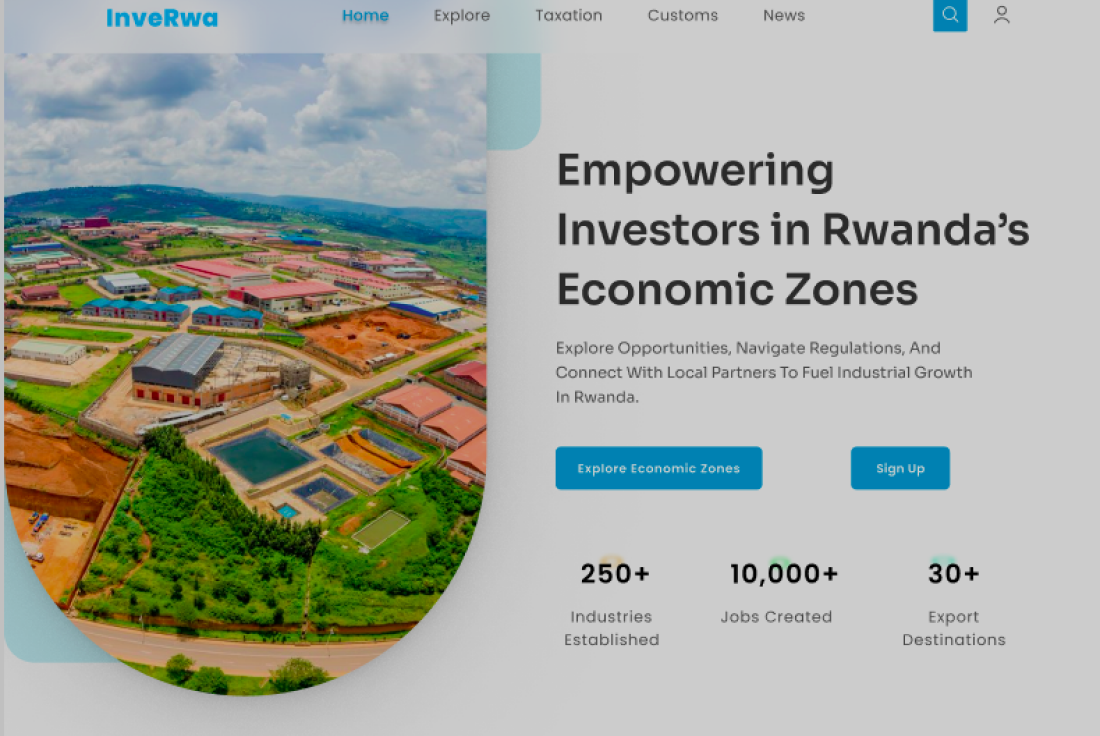 InveRwa
Home Explore Taxation Customs News
Empowering
Investors in Rwanda’s
Economic Zones
Explore Opportunities, Navigate Regulations, And
Connect With Local Partners To Fuel Industrial Growth
In Rwanda.
Explore Economic Zones
Sign Up
250+
Industries
Established
10,000+
Jobs Created
30+
Export
Destinations